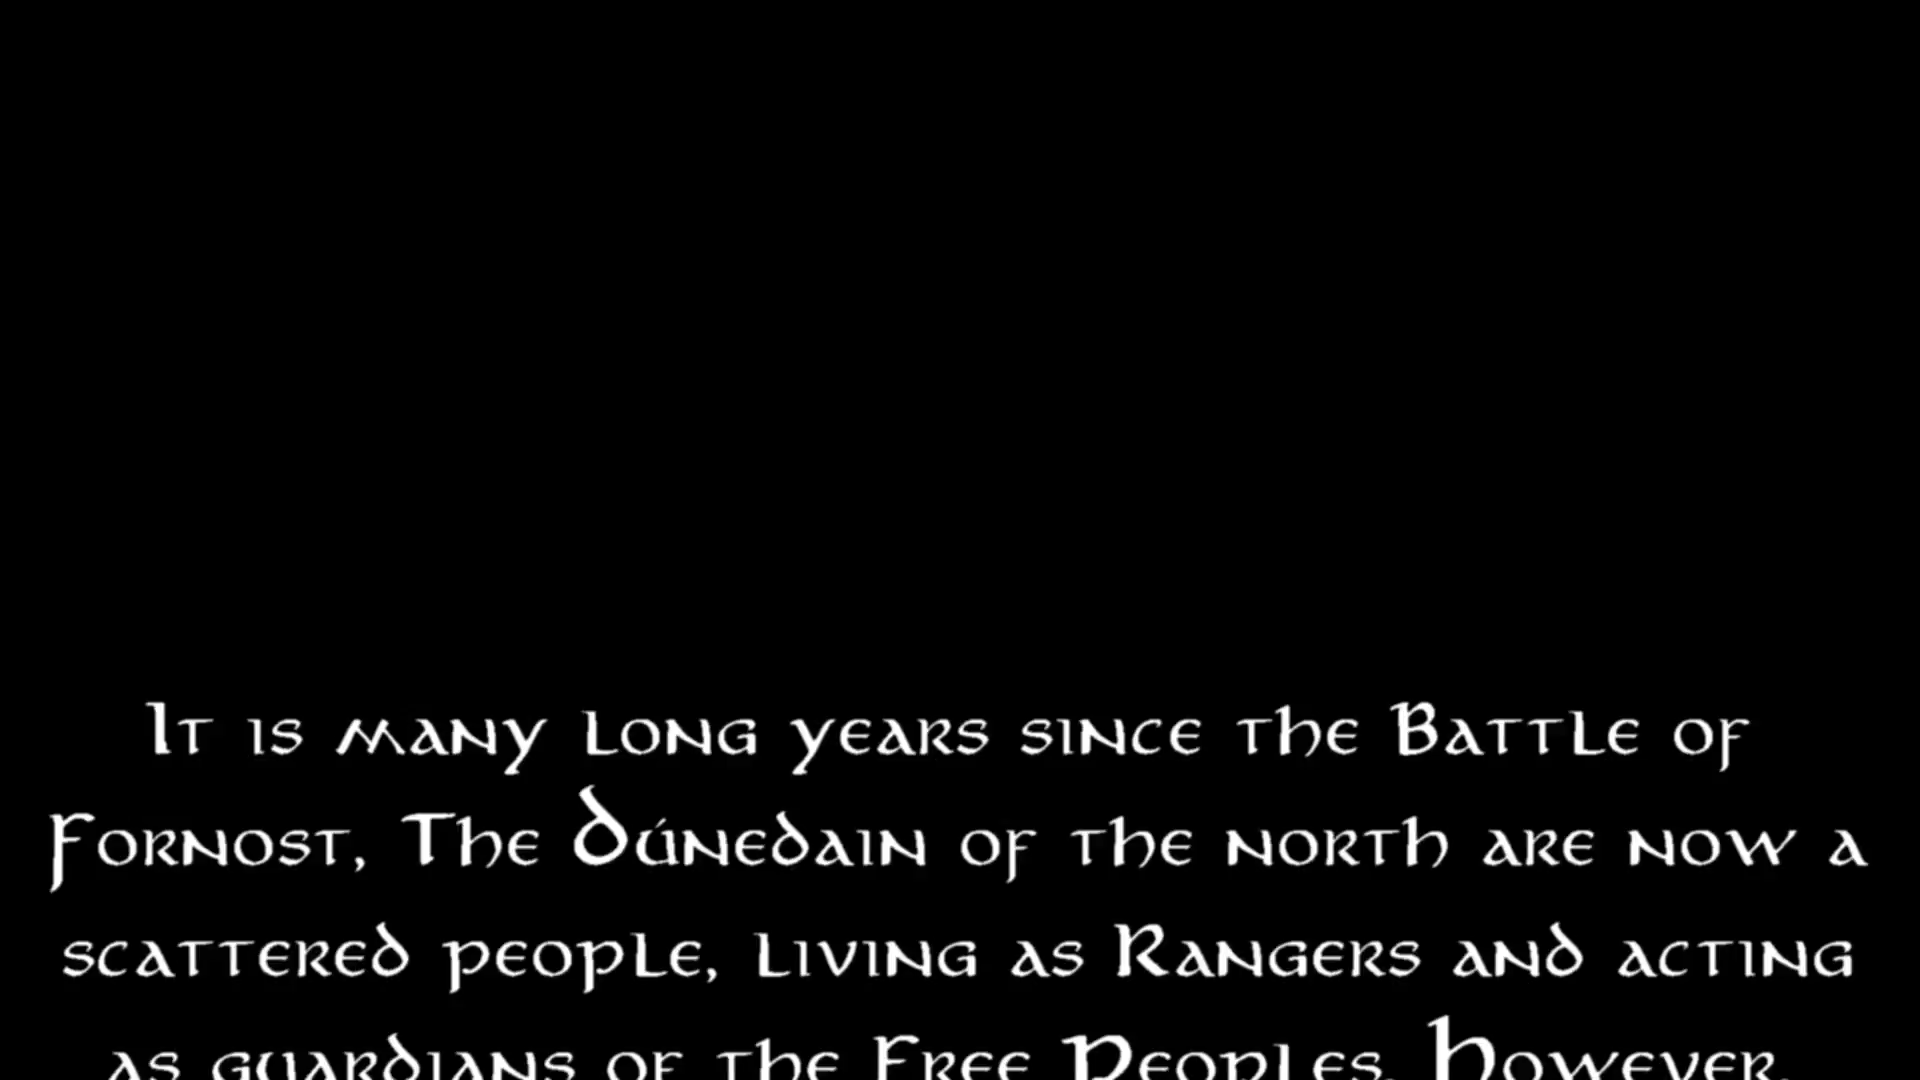 It is many long years since the Battle of
Fornost, The Dúnedain of the north are now a
scattered people, living as Rangers and acting
as guardians of the Free Peoples. However,